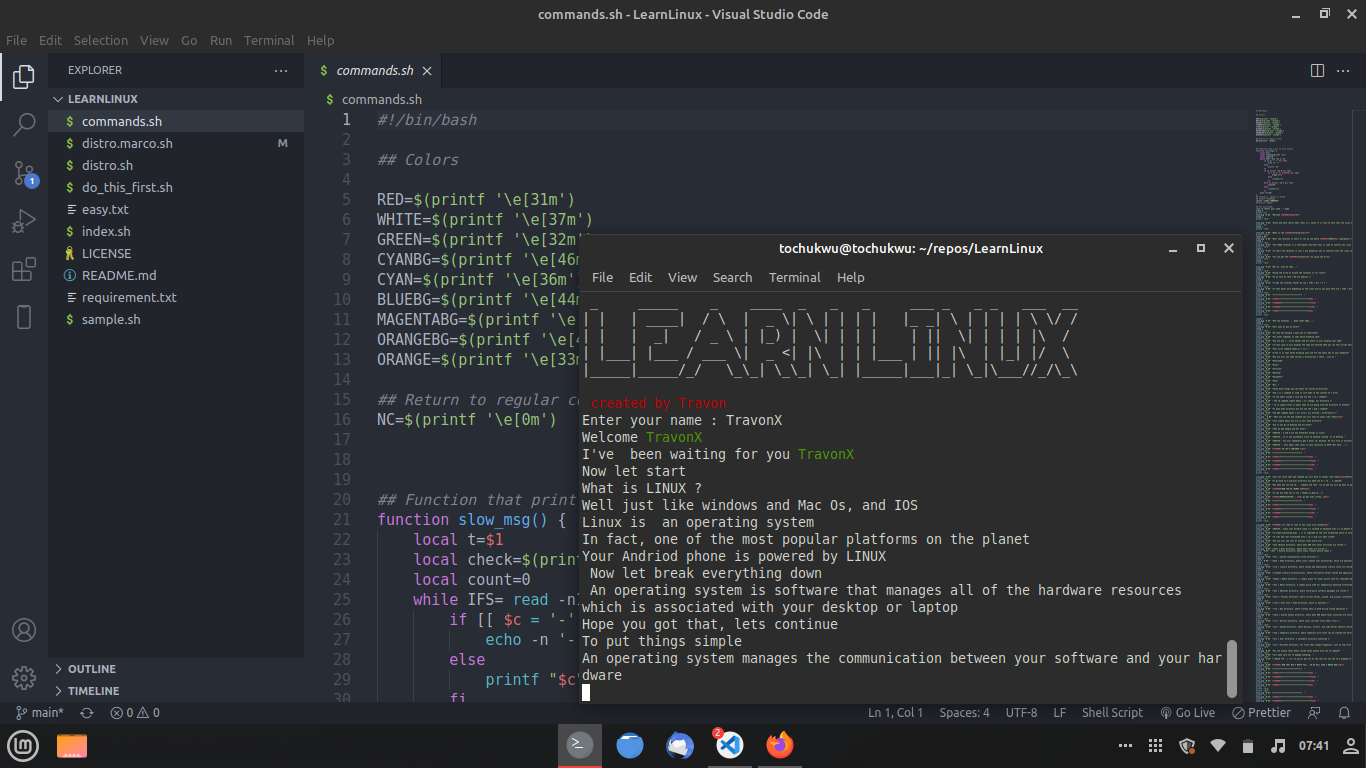 commands.sh - LearnLinux - Visual Studio Code
File Edit Selection View Go Run Terminal Help
EXPLORER
LEARNLINUX
$ commands.sh
$ distro.marco.sh M
$ distro.sh
$ do_this_first.sh
easy.txt
$ index.sh
LICENSE
README.md
requirement.txt
$ sample.sh
OUTLINE
TIMELINE
1
$ commands.sh
$ commands.sh
1 #!/bin/bash
2
3 ## Colors
4
5 RED=$(printf '\e[31m')
6 WHITE=$(printf '\e[37m')
7 GREEN=$(printf '\e[32m'
8 CYANBG=$(printf '\e[46m
9 CYAN=$(printf '\e[36m'
10 BLUEBG=$(printf '\e[44m
11 MAGENTABG=$(printf '\e
12 ORANGEBG=$(printf '\e[4
13 ORANGE=$(printf '\e[33m
14
15 ## Return to regular co
16 NC=$(printf '\e[0m')
17
18
19
20 ## Function that print
21 function slow_msg() {
22 local t=$1
23 local check=$(print
24 local count=0
25 while IFS= read -n1
26 if [[ $c = '-'
27 echo -n '-
28 else
29 printf "$c"
30 fi
tochukwu@tochukwu: ~/repos/LearnLinux
File Edit View Search Terminal Help
LEARN LINUX
created by Travon
Enter your name : TravonX
Welcome TravonX
I've  been waiting for you TravonX
Now let start
What is LINUX ?
Well just like windows and Mac Os, and IOS
Linux is  an operating system
In fact, one of the most popular platforms on the planet
Your Andriod phone is powered by LINUX
Now let break everything down
An operating system is software that manages all of the hardware resources
which is associated with your desktop or laptop
Hope you got that, lets continue
To put things simple
An operating system manages the communication between your software and your har
dware
main* 0 0 Ln 1, Col 1 Spaces: 4 UTF-8 LF Shell Script Go Live Prettier
2
07:41